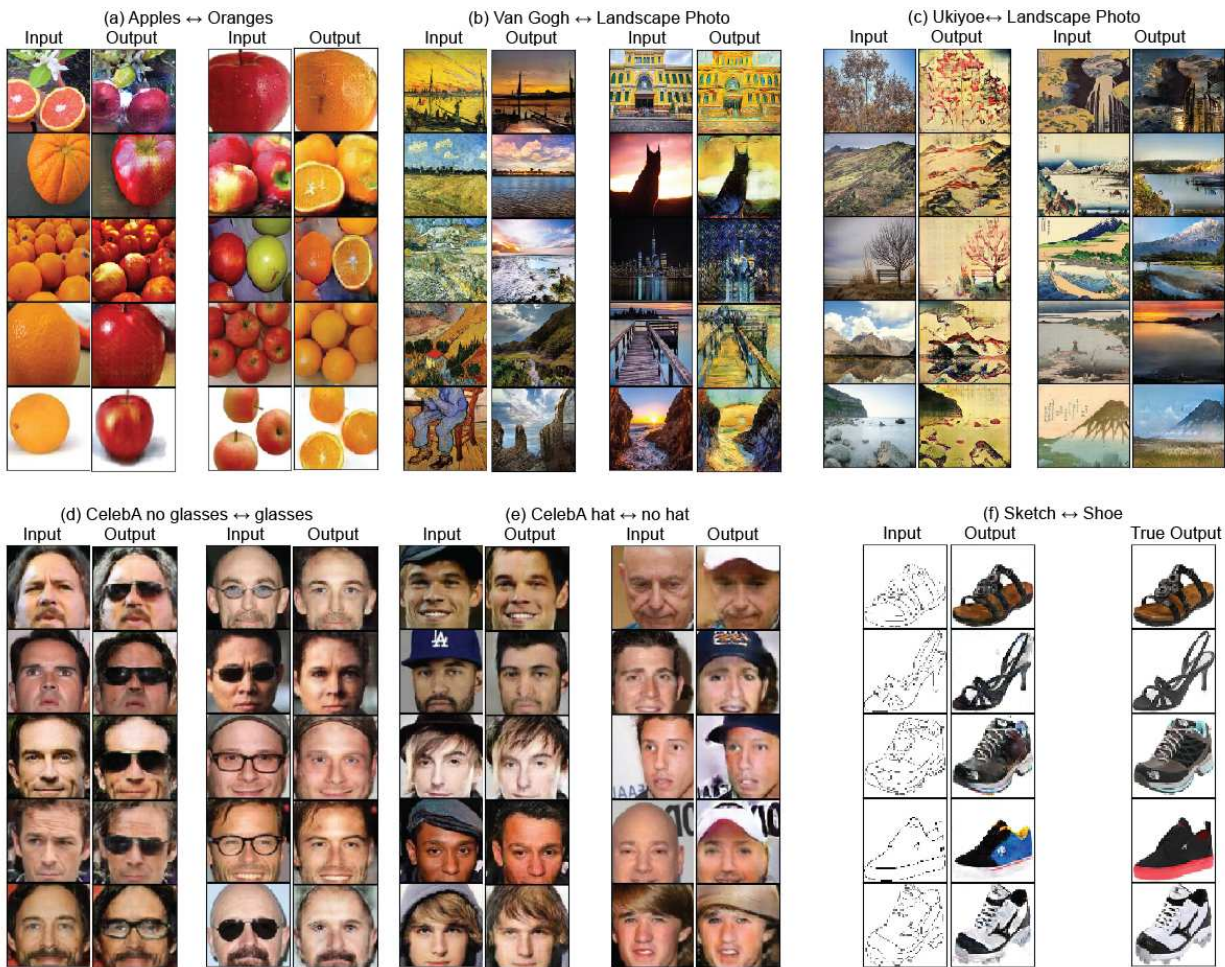 (a) Apples ↔ Oranges
Input
Output
Input
Output
(b) Van Gogh ↔ Landscape Photo
Input
Output
Input
Output
(c) Ukiyoe↔ Landscape Photo
Input
Output
Input
Output
(d) CelebA no glasses ↔ glasses
Input
Output
Input
Output
(e) CelebA hat ↔ no hat
Input
Output
Input
Output
LA
(f) Sketch ↔ Shoe
Input
Output
True Output